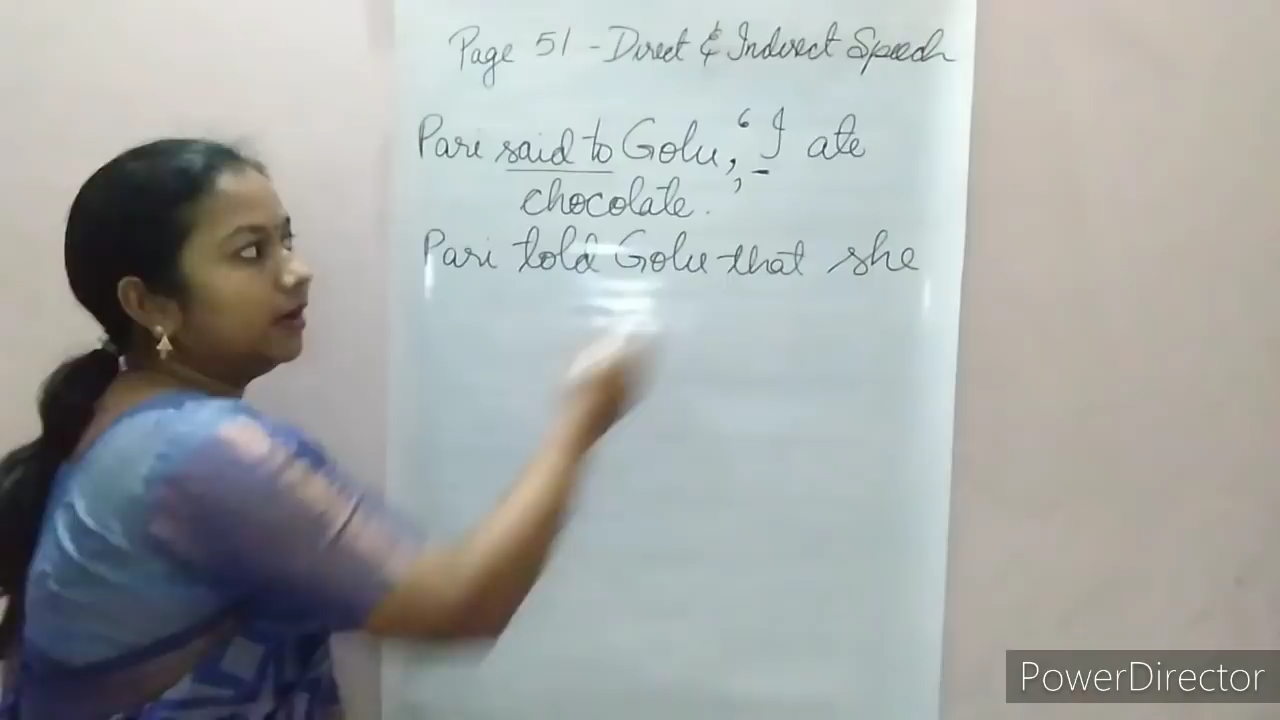 Page 51 - Direct & Indirect Speech
Pari said to Golu, ‘I ate
chocolate.’
Pari told Golu that she
PowerDirector